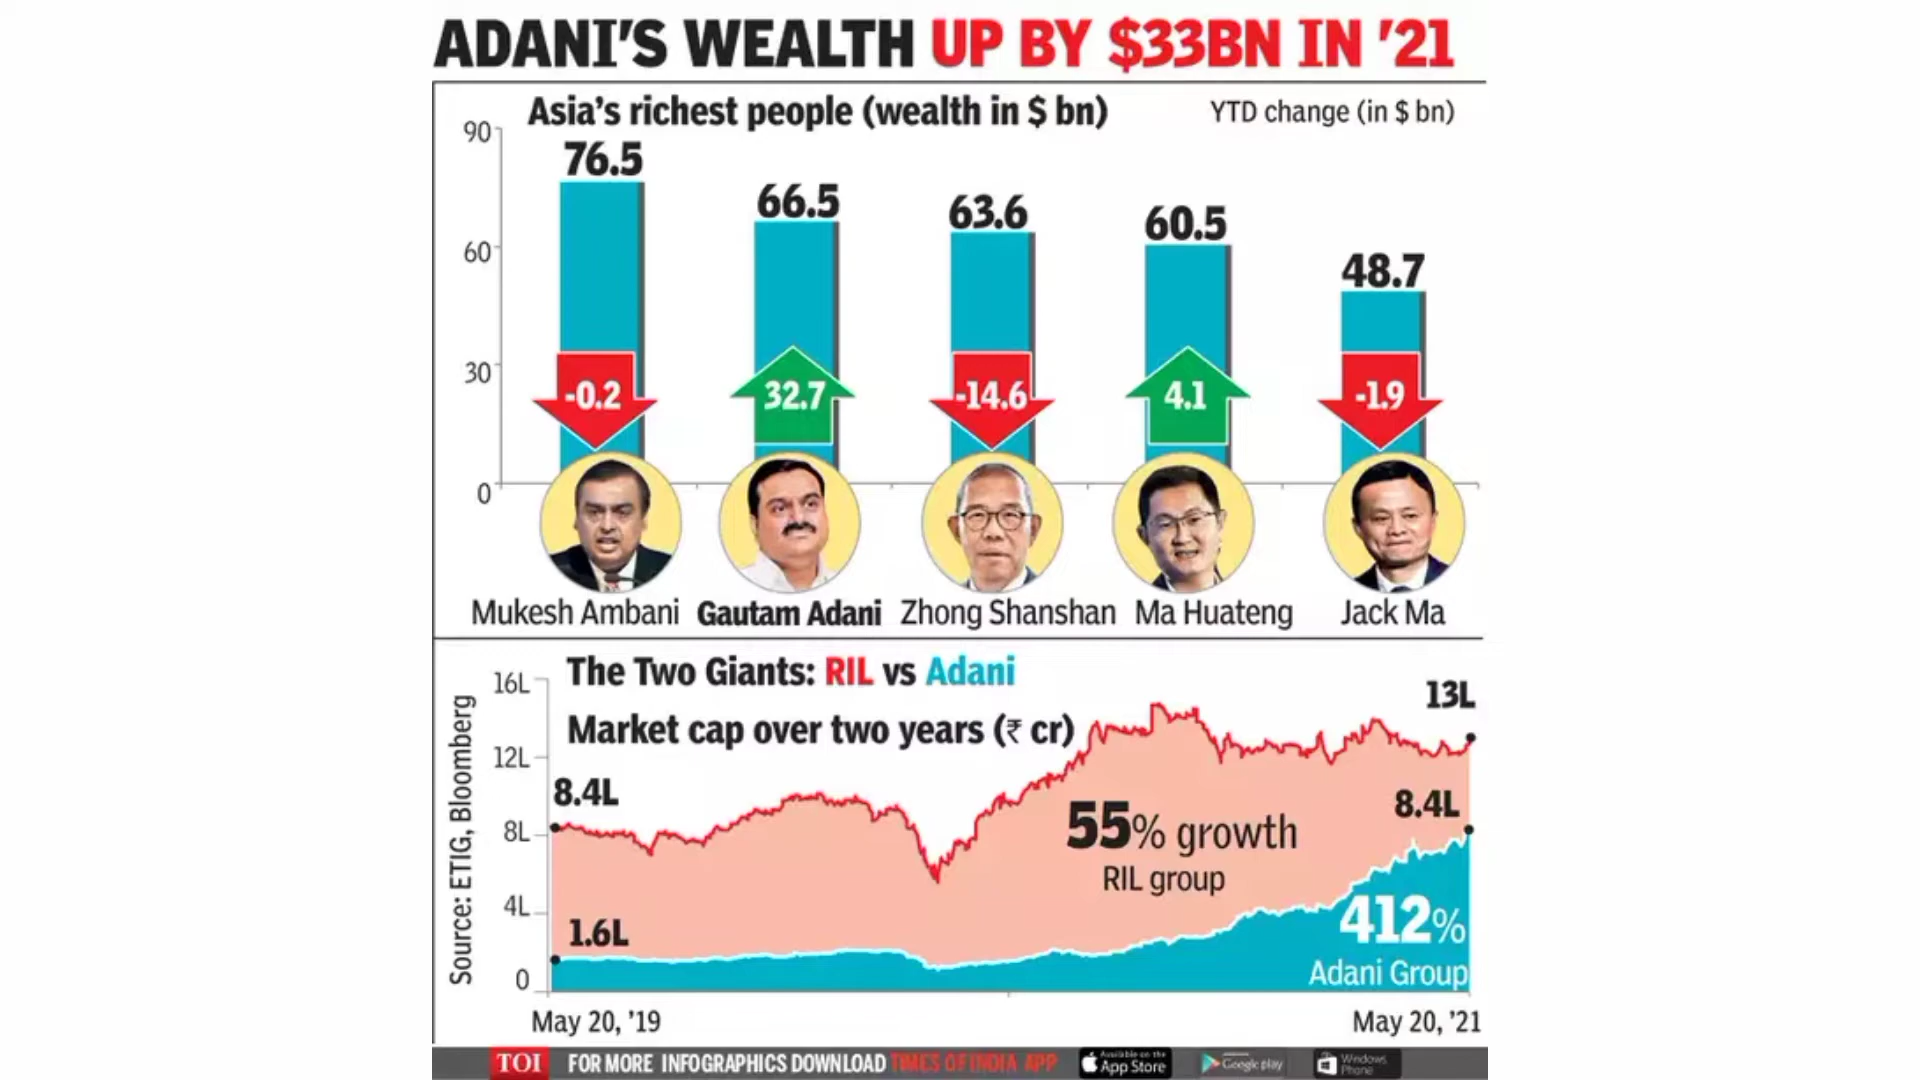 ADANI'S WEALTH UP BY $33BN IN '21
Asia's richest people (wealth in $ bn)
YTD change (in $ bn)
90
60
30
0
76.5
66.5
63.6
60.5
48.7
-0.2
32.7
-14.6
4.1
-1.9
Mukesh Ambani
Gautam Adani
Zhong Shanshan
Ma Huateng
Jack Ma
The Two Giants: RIL vs Adani
Market cap over two years (₹ cr)
16L
12L
8L
4L
0
8.4L
1.6L
13L
8.4L
55% growth
RIL group
412%
Adani Group
May 20, '19
May 20, '21
Source: ETIG, Bloomberg
TOI
FOR MORE INFOGRAPHICS DOWNLOAD TIMES OF INDIA APP
Available on the
App Store
Google play
Windows
Phone